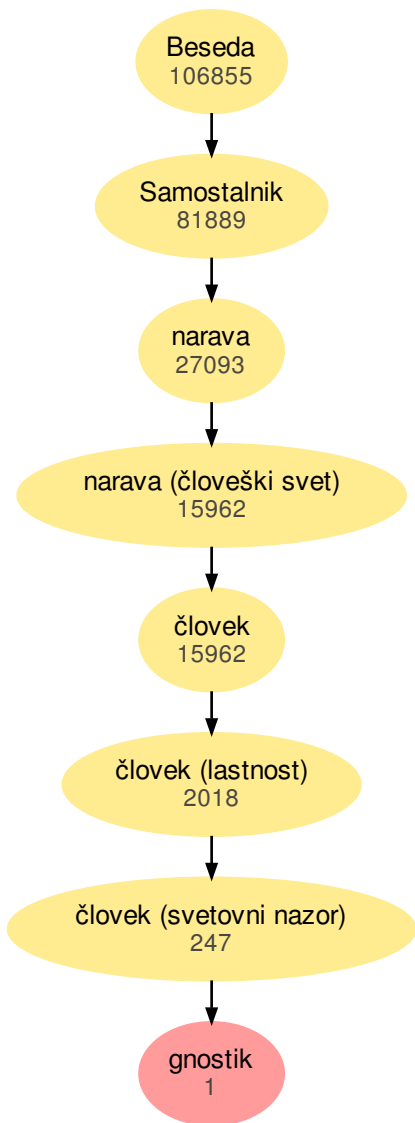 Beseda
106855
Samostalnik
81889
narava
27093
narava (človeški svet)
15962
človek
15962
človek (lastnost)
2018
človek (svetovni nazor)
247
gnostik
1